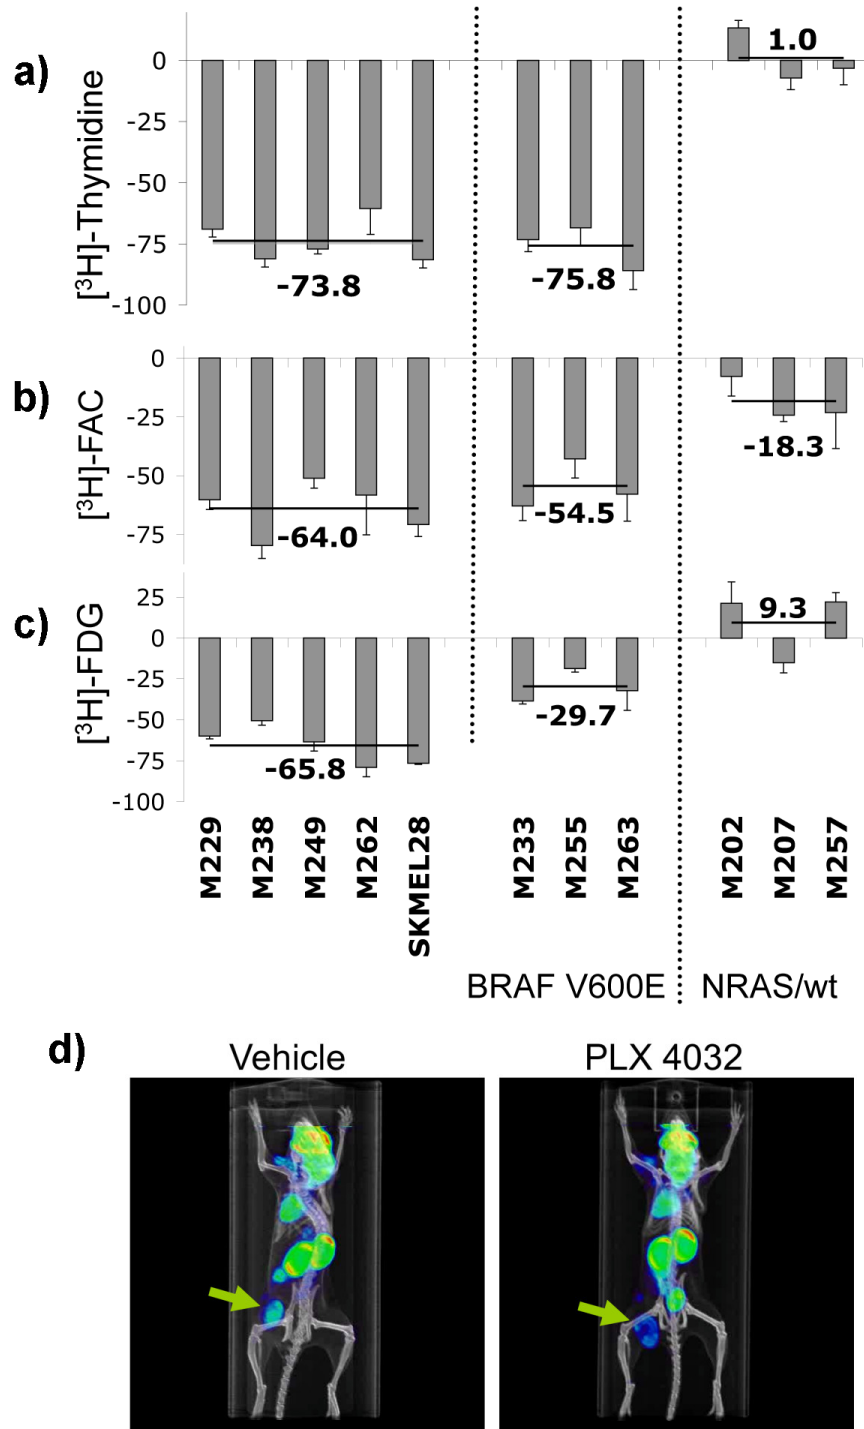 a)
[³H]-Thymidine
0
-25
-50
-75
-100
-73.8
-75.8
1.0
b)
[³H]-FAC
0
-25
-50
-75
-64.0
-54.5
-18.3
c)
[³H]-FDG
25
0
-25
-50
-75
-100
-65.8
-29.7
9.3
M229
M238
M249
M262
SKMEL28
M233
M255
M263
M202
M207
M257
BRAF V600E
NRAS/wt
d)
Vehicle
PLX 4032